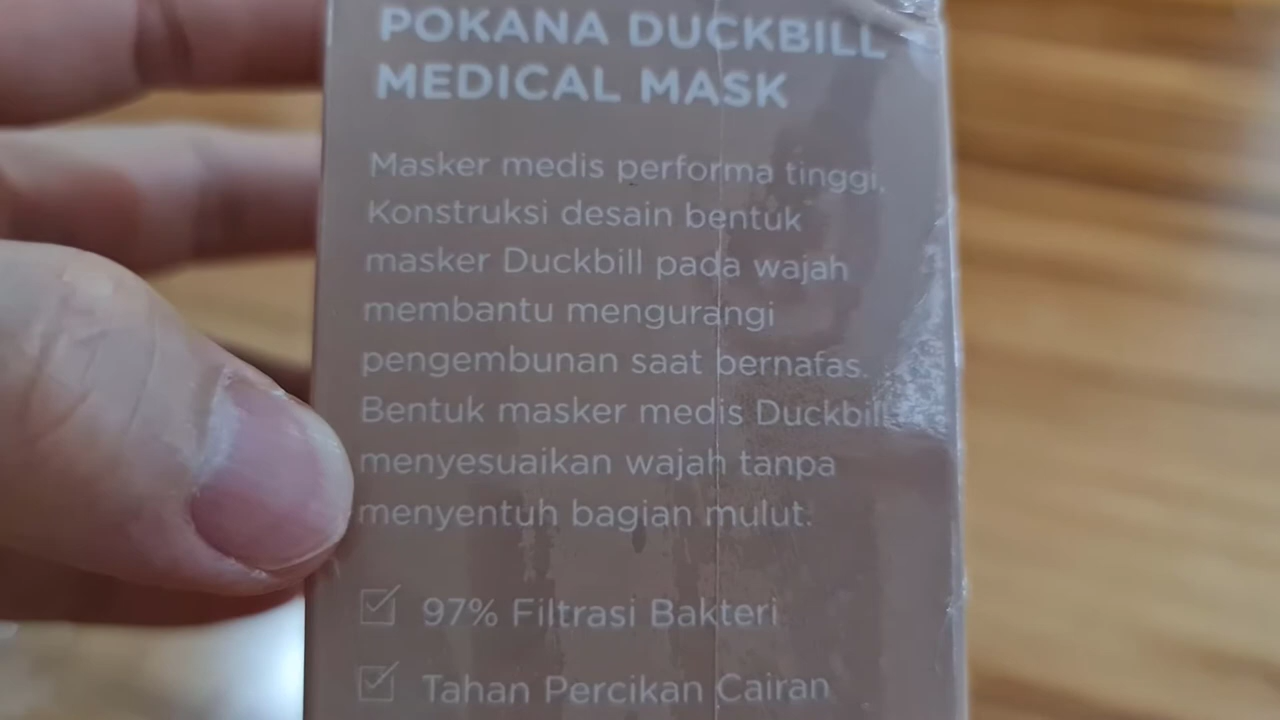 POKANA DUCKBILL
MEDICAL MASK
Masker medis performa tinggi,
Konstruksi desain bentuk
masker Duckbill pada wajah
membantu mengurangi
pengembunan saat bernafas.
Bentuk masker medis Duckbill
menyesuaikan wajah tanpa
menyentuh bagian mulut:
97% Filtrasi Bakteri
Tahan Percikan Cairan